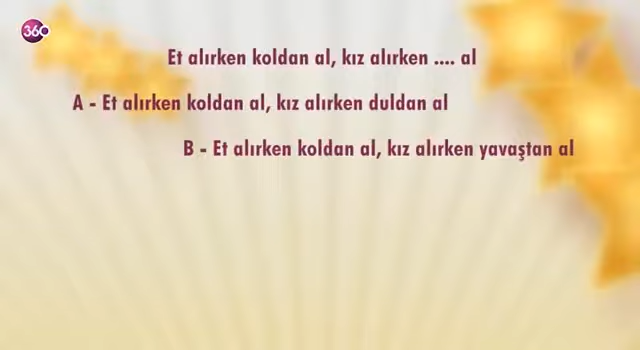 360
Et alırken koldan al, kız alırken .... al
A - Et alırken koldan al, kız alırken duldan al
B - Et alırken koldan al, kız alırken yavaştan al